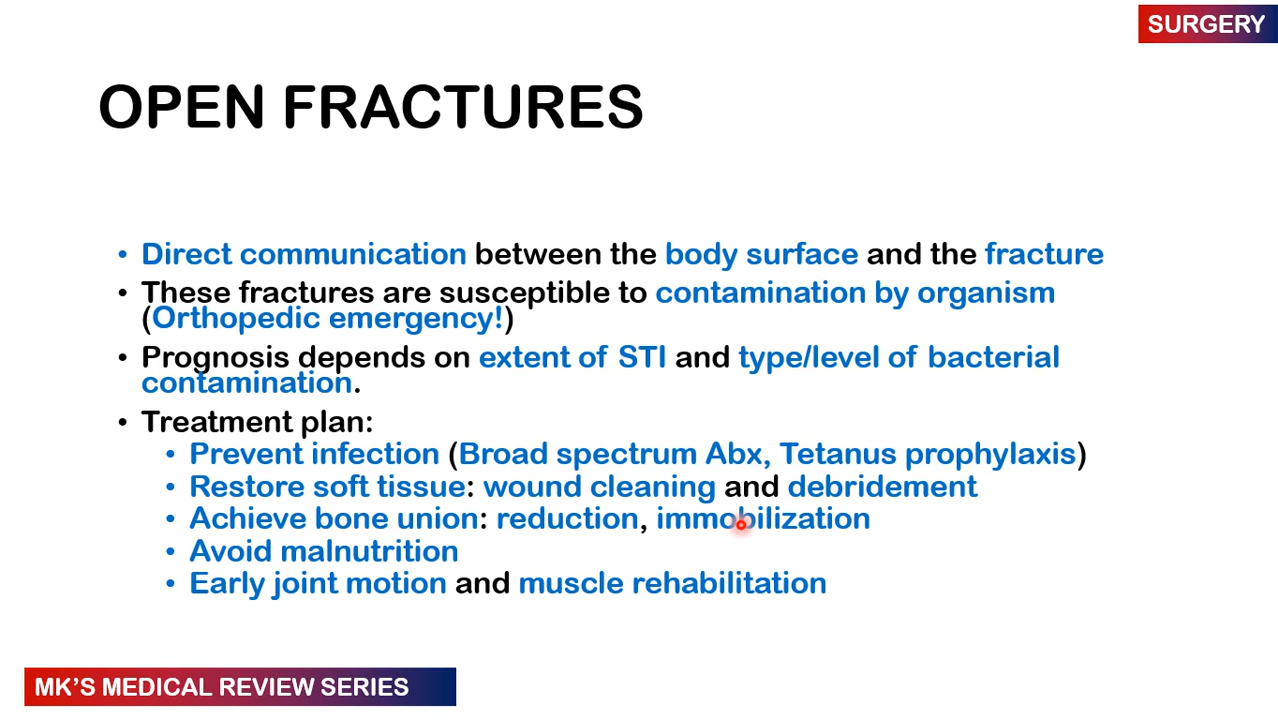 SURGERY
OPEN FRACTURES
• Direct communication between the body surface and the fracture
• These fractures are susceptible to contamination by organism
(Orthopedic emergency!)
• Prognosis depends on extent of STI and type/level of bacterial
contamination.
• Treatment plan:
• Prevent infection (Broad spectrum Abx, Tetanus prophylaxis)
• Restore soft tissue: wound cleaning and debridement
• Achieve bone union: reduction, immobilization
• Avoid malnutrition
• Early joint motion and muscle rehabilitation
MK'S MEDICAL REVIEW SERIES